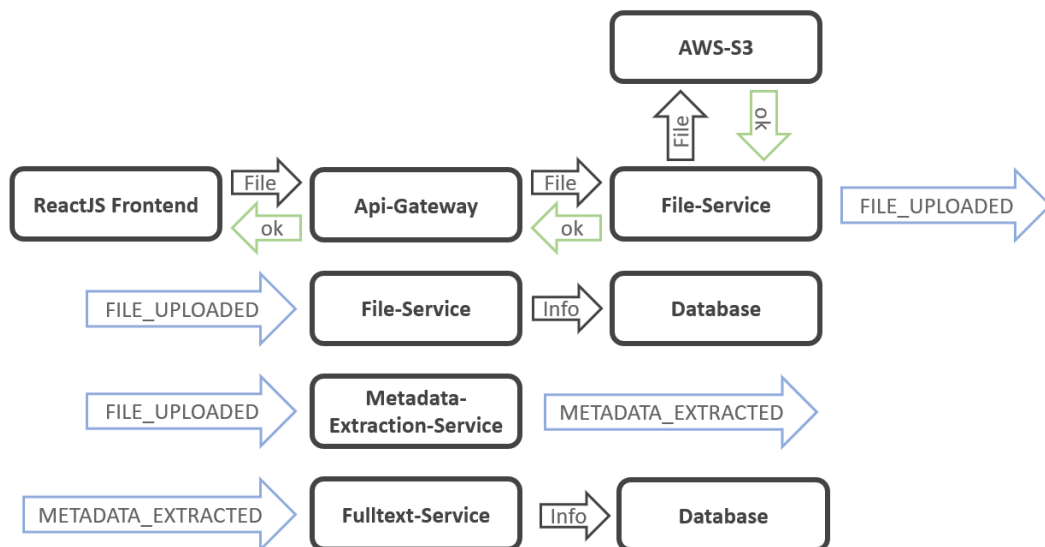 AWS-S3
File
ok
ReactJS Frontend
File
ok
Api-Gateway
File
ok
File-Service
FILE_UPLOADED
FILE_UPLOADED
File-Service
Info
Database
FILE_UPLOADED
Metadata-
Extraction-Service
METADATA_EXTRACTED
METADATA_EXTRACTED
Fulltext-Service
Info
Database